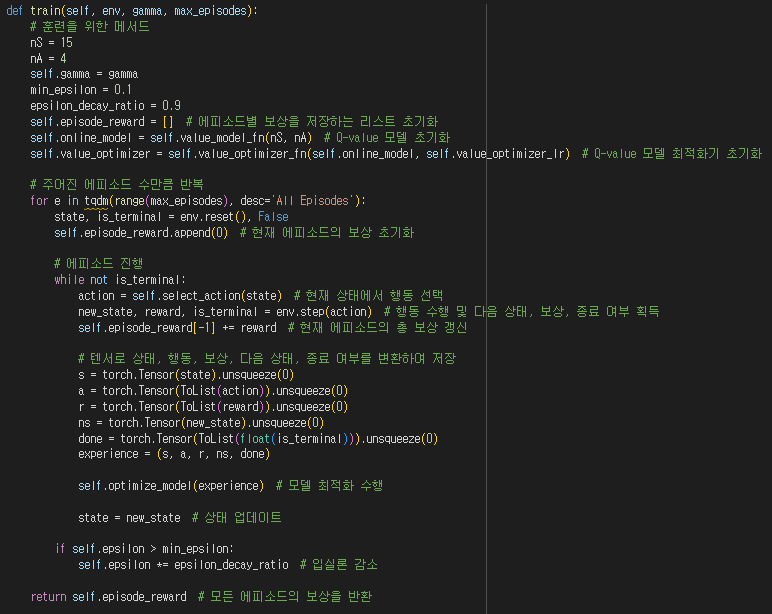 def train(self, env, gamma, max_episodes):
    # 훈련을 위한 메서드
    nS = 15
    nA = 4
    self.gamma = gamma
    min_epsilon = 0.1
    epsilon_decay_ratio = 0.9
    self.episode_reward = []  # 에피소드별 보상을 저장하는 리스트 초기화
    self.online_model = self.value_model_fn(nS, nA)  # Q-value 모델 초기화
    self.value_optimizer = self.value_optimizer_fn(self.online_model, self.value_optimizer_lr)  # Q-value 모델 최적화기 초기화

    # 주어진 에피소드 수만큼 반복
    for e in tqdm(range(max_episodes), desc='All Episodes'):
        state, is_terminal = env.reset(), False
        self.episode_reward.append(0)  # 현재 에피소드의 보상 초기화

        # 에피소드 진행
        while not is_terminal:
            action = self.select_action(state)  # 현재 상태에서 행동 선택
            new_state, reward, is_terminal = env.step(action)  # 행동 수행 및 다음 상태, 보상, 종료 여부 획득
            self.episode_reward[-1] += reward  # 현재 에피소드의 총 보상 갱신

            # 텐서로 상태, 행동, 보상, 다음 상태, 종료 여부를 변환하여 저장
            s = torch.Tensor(state).unsqueeze(0)
            a = torch.Tensor(ToList(action)).unsqueeze(0)
            r = torch.Tensor(ToList(reward)).unsqueeze(0)
            ns = torch.Tensor(new_state).unsqueeze(0)
            done = torch.Tensor(ToList(float(is_terminal))).unsqueeze(0)
            experience = (s, a, r, ns, done)

            self.optimize_model(experience)  # 모델 최적화 수행

            state = new_state  # 상태 업데이트

        if self.epsilon > min_epsilon:
            self.epsilon *= epsilon_decay_ratio  # 입실론 감소

    return self.episode_reward  # 모든 에피소드의 보상을 반환